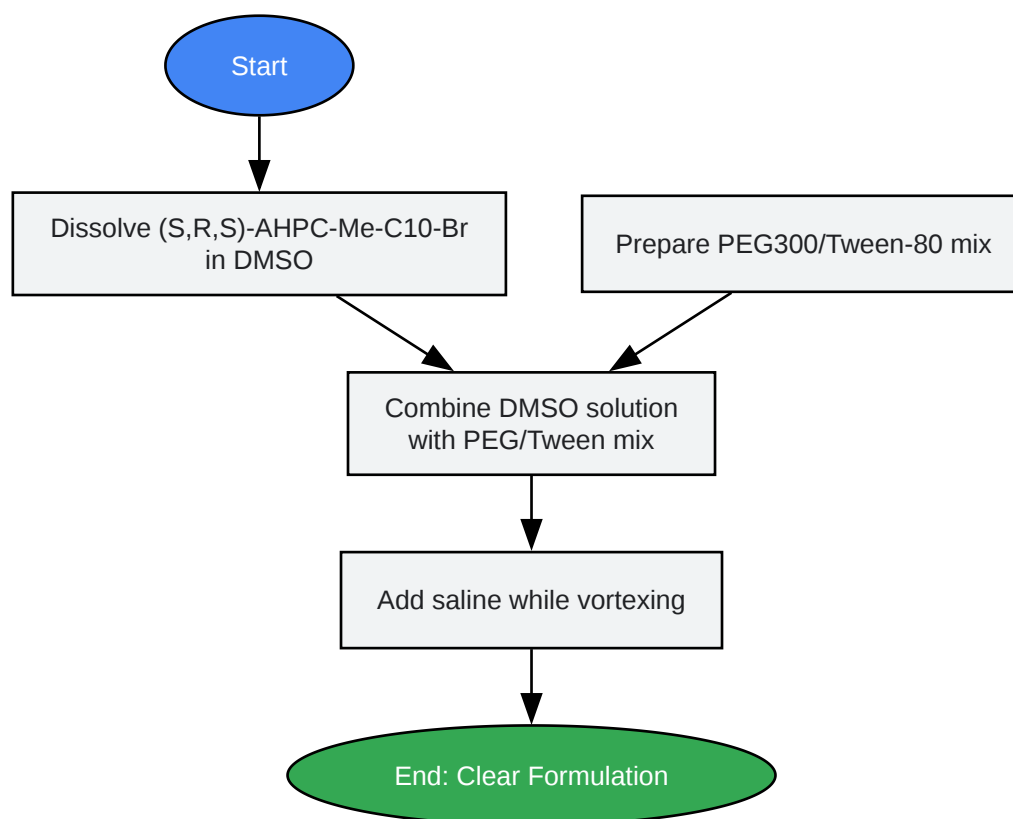 Start
Dissolve (S,R,S)-AHPC-Me-C10-Br
in DMSO
Prepare PEG300/Tween-80 mix
Combine DMSO solution
with PEG/Tween mix
Add saline while vortexing
End: Clear Formulation